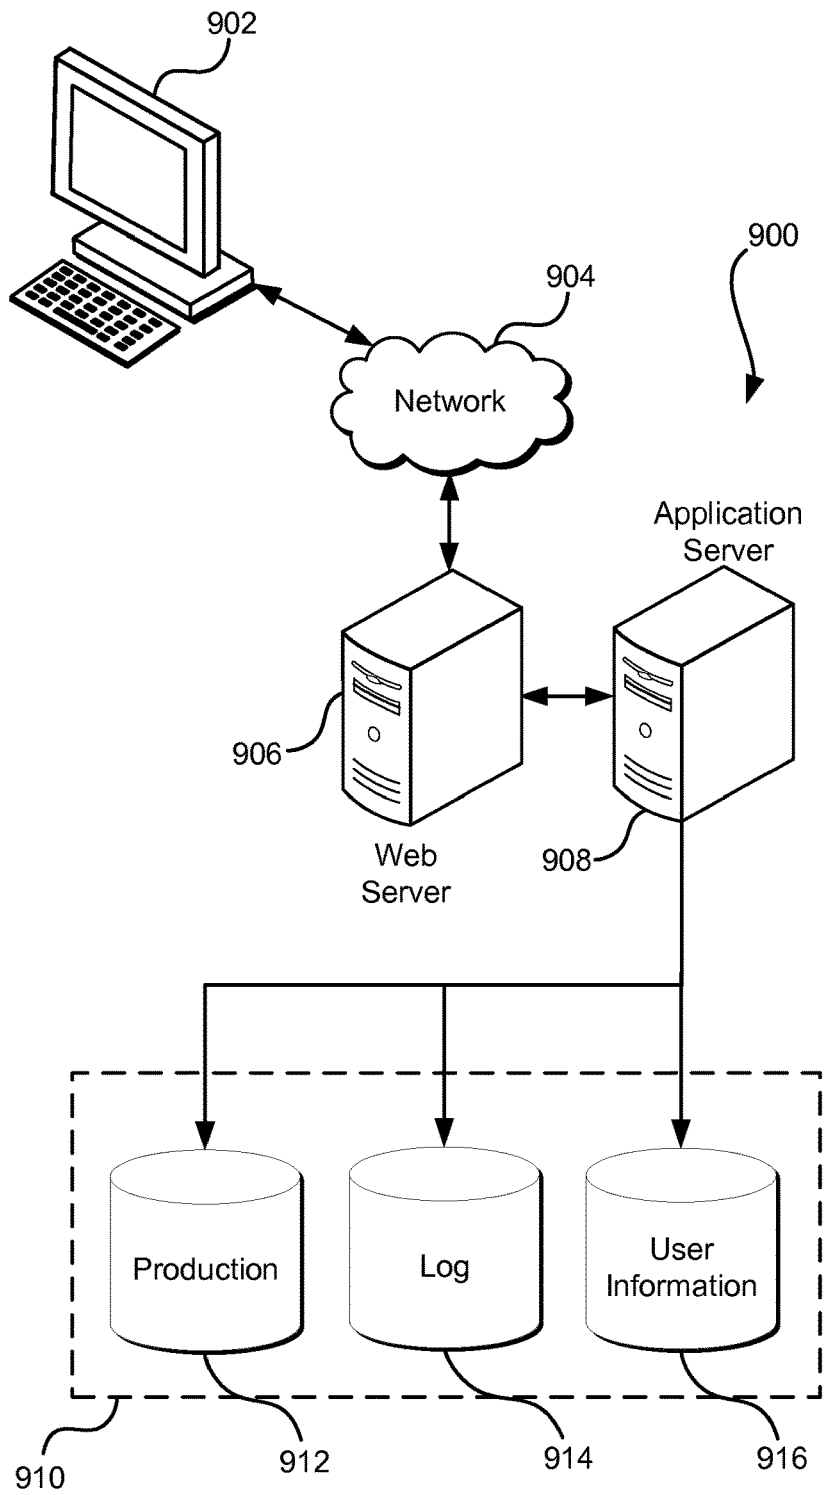 902
900
904
Network
Application
Server
906
908
Web
Server
Production
Log
User
Information
910
912
914
916